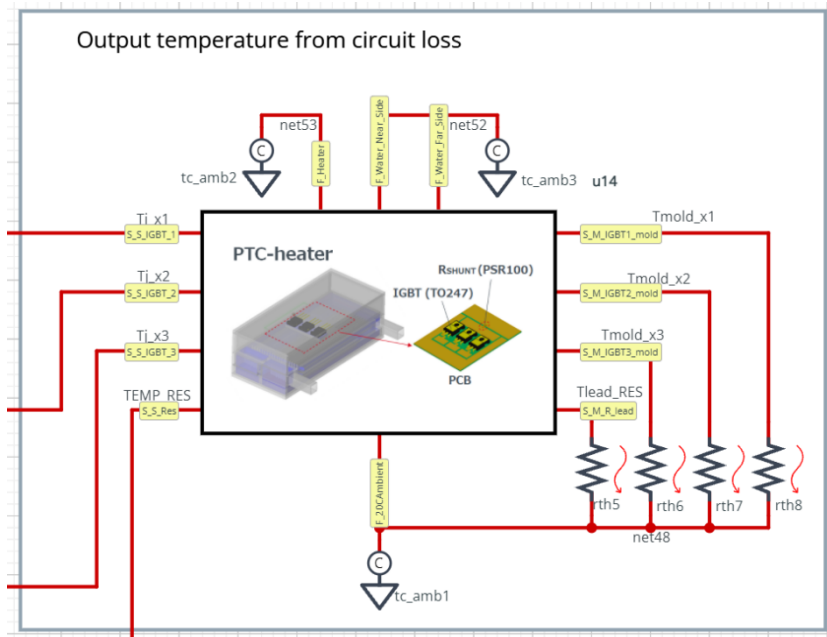 Output temperature from circuit loss
net53
F_Heater
F_Water_Near_Side
F_Water_Far_Side
net52
C
C
tc_amb2
tc_amb3
u14
Tj_x1
S_S_IGBT_1
Tj_x2
S_S_IGBT_2
Tj_x3
S_S_IGBT_3
TEMP_RES
S_S_Res
PTC-heater
RSHUNT (PSR100)
IGBT (TO247)
PCB
Tmold_x1
S_M_IGBT1_mold
Tmold_x2
S_M_IGBT2_mold
Tmold_x3
S_M_IGBT3_mold
Tlead_RES
S_M_R_lead
F_20CAmbient
rth5
rth6
rth7
rth8
net48
C
tc_amb1